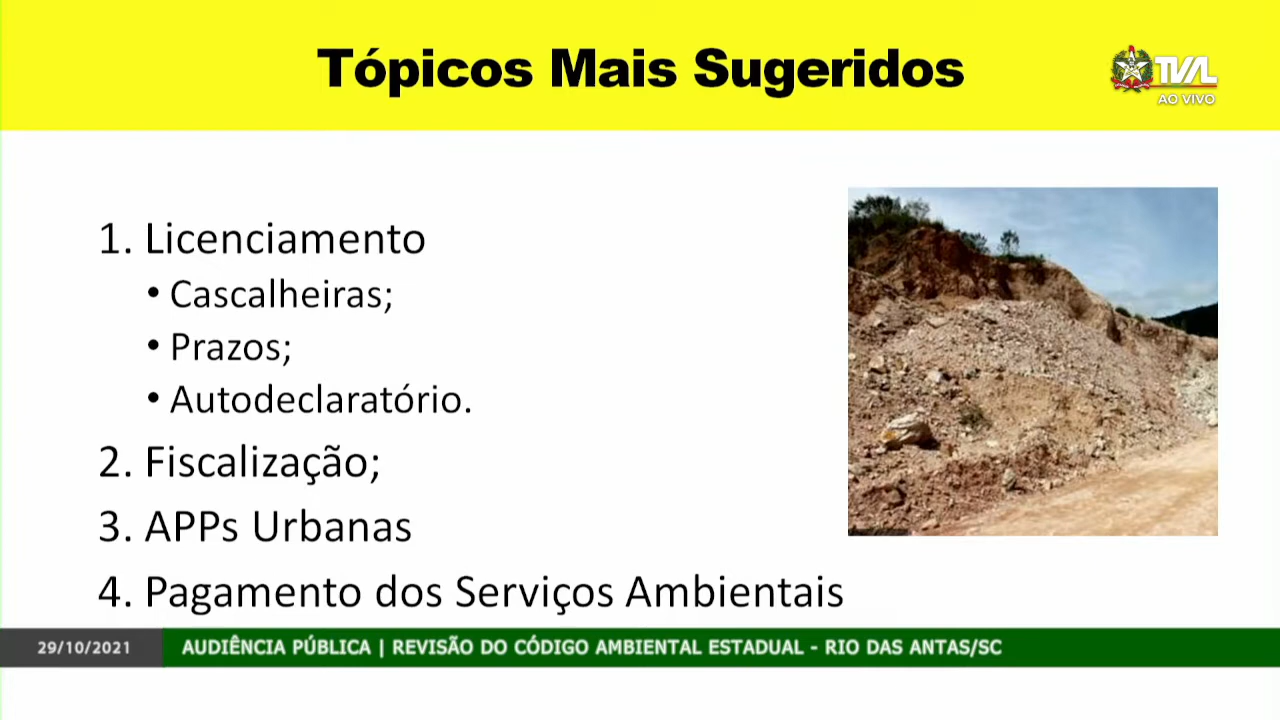 Tópicos Mais Sugeridos
TVAL
AO VIVO
1. Licenciamento
• Cascalheiras;
• Prazos;
• Autodeclaratório.
2. Fiscalização;
3. APPs Urbanas
4. Pagamento dos Serviços Ambientais
29/10/2021
AUDIÊNCIA PÚBLICA | REVISÃO DO CÓDIGO AMBIENTAL ESTADUAL - RIO DAS ANTAS/SC